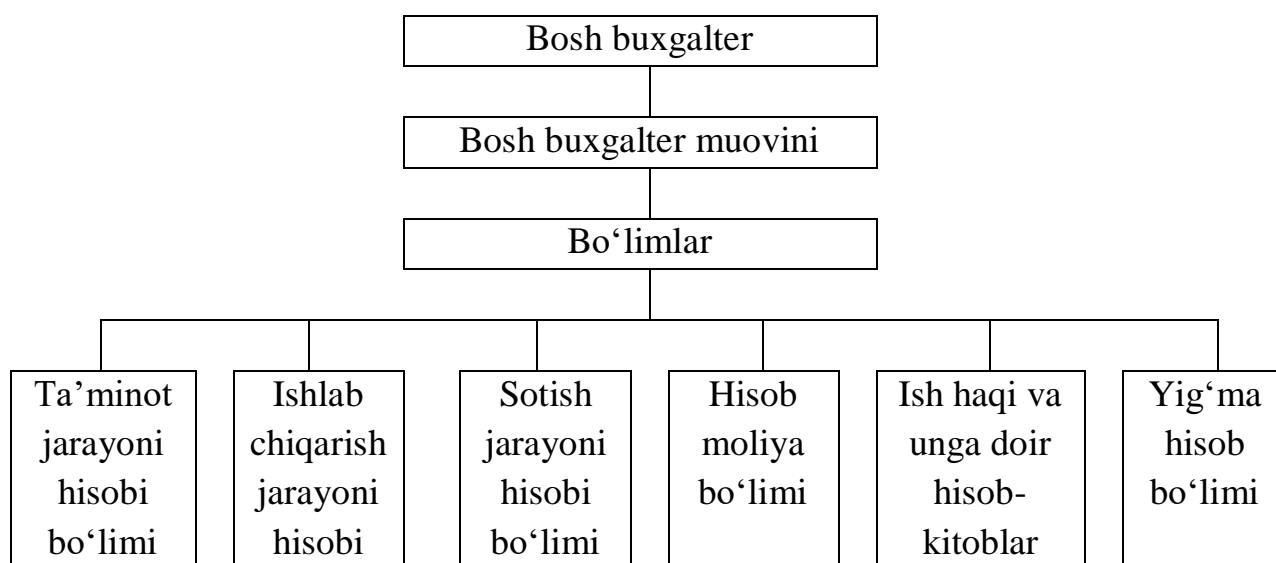 Bosh buxgalter
Bosh buxgalter muovini
Bo‘limlar
Ta’minot
jarayoni
hisobi
bo‘limi
Ishlab
chiqarish
jarayoni
hisobi
Sotish
jarayoni
hisobi
bo‘limi
Hisob
moliya
bo‘limi
Ish haqi va
unga doir
hisob-
kitoblar
Yig‘ma
hisob
bo‘limi